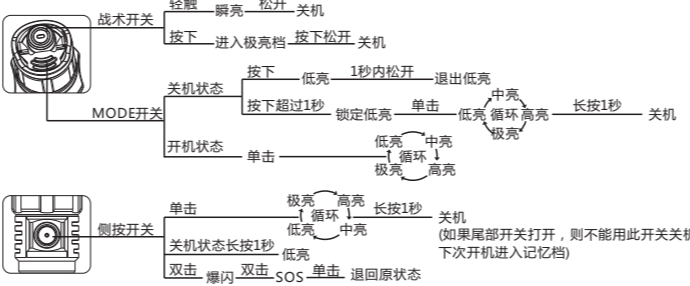 战术开关 轻触 瞬亮 松开 关机
按下 进入极亮档 按下松开 关机
MODE开关 关机状态 按下 低亮 1秒内松开 退出低亮
按下超过1秒 锁定低亮 单击 低亮 中亮 循环 高亮 极亮 长按1秒 关机
开机状态 单击 低亮 中亮
循环
极亮 高亮
侧按开关 单击 极亮 高亮
循环 长按1秒 关机
低亮 中亮
(如果尾部开关打开，则不能用此开关关机
下次开机进入记忆档)
关机状态长按1秒 低亮
双击 爆闪 双击 SOS 单击 退回原状态